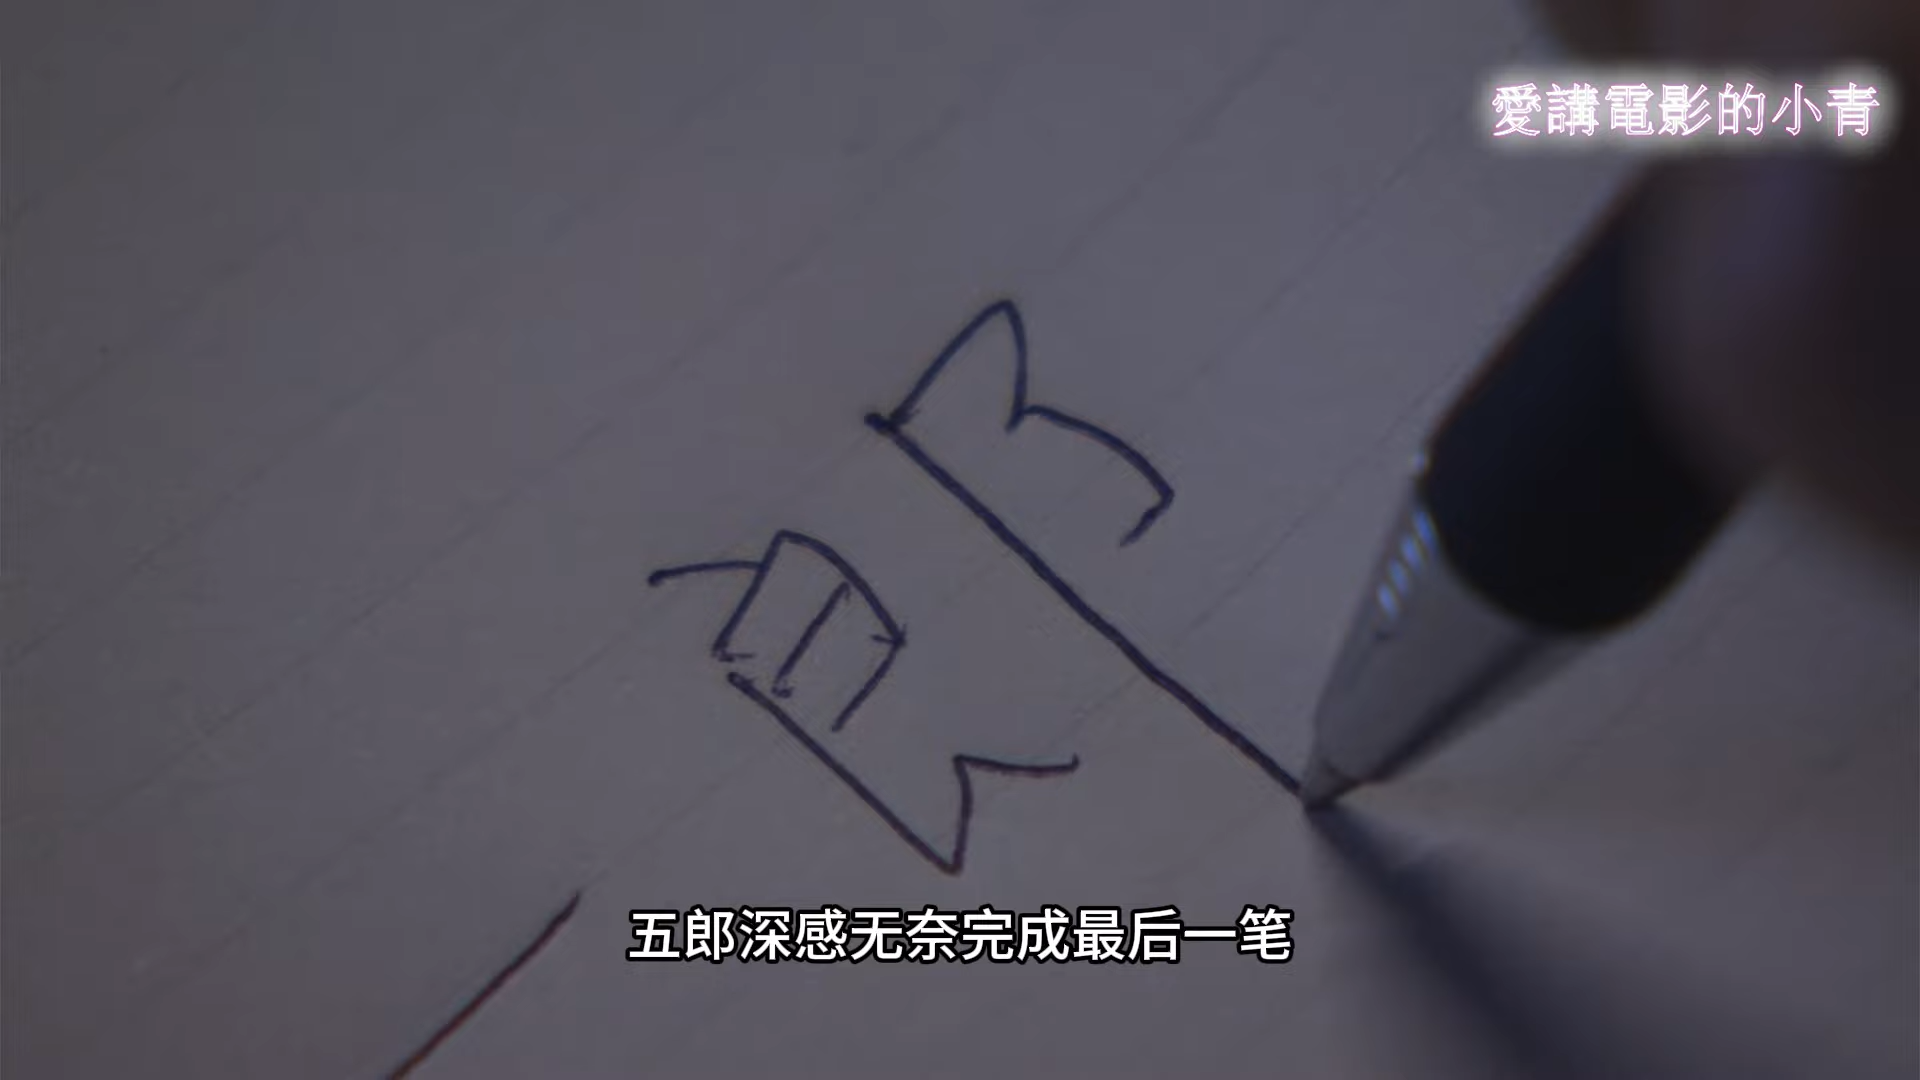 愛講電影的小青
郎
五郎深感无奈完成最后一笔